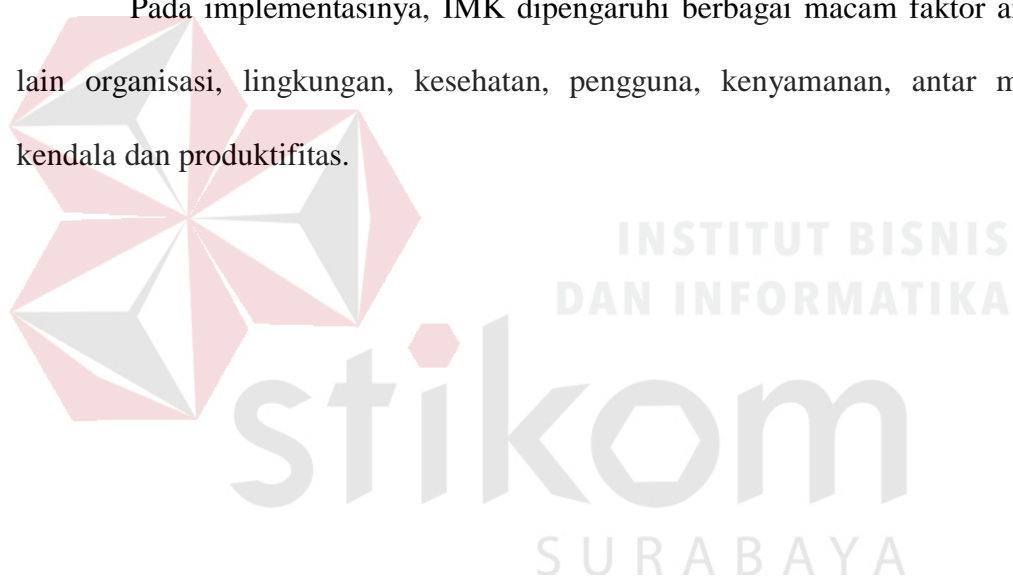 Pada implementasinya, IMK dipengaruhi berbagai macam faktor
lain organisasi, lingkungan, kesehatan, pengguna, kenyamanan, antar
kendala dan produktifitas.
INSTITUT BISNIS
DAN INFORMATIKA
stikom
SURABAYA